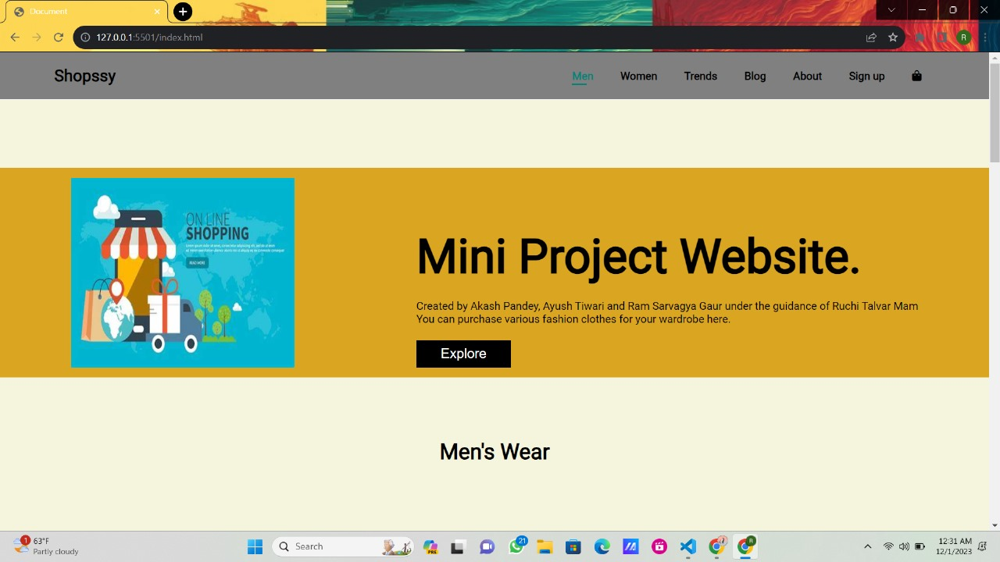 Document
127.0.0.1:5501/index.html
R
Shopssy
Men
Women
Trends
Blog
About
Sign up
ON LINE
SHOPPING
READ MORE
Mini Project Website.
Created by Akash Pandey, Ayush Tiwari and Ram Sarvagya Gaur under the guidance of Ruchi Talvar Mam
You can purchase various fashion clothes for your wardrobe here.
Explore
Men's Wear
1
63°F
Partly cloudy
Search
PRE
21
R
12:31 AM
12/1/2023